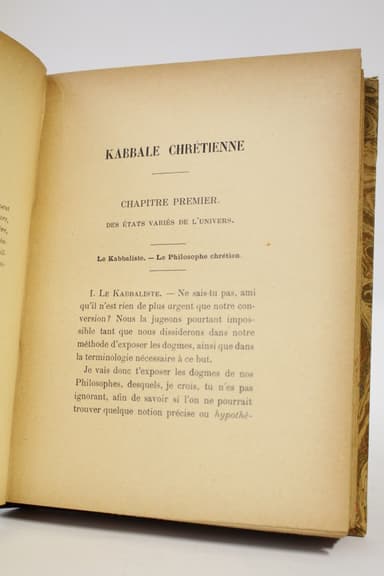 KABBALE CHRÉTIENNE
CHAPITRE PREMIER.
DES ÉTATS VARIÉS DE L'UNIVERS.
Le Kabbaliste. — Le Philosophe chrétien
I. LE KABBALISTE. — Ne sais-tu pas, ami
qu'il n'est rien de plus urgent que notre con-
version? Nous la jugeons pourtant impos-
sible tant que nous dissiderons dans notre
méthode d'exposer les dogmes, ainsi que dans
la terminologie nécessaire à ce but.
Je vais donc t'exposer les dogmes de nos
Philosophes, desquels, je crois, tu n'es pas
ignorant, afin de savoir si l'on ne pourrait
trouver quelque notion précise ou hypothé-